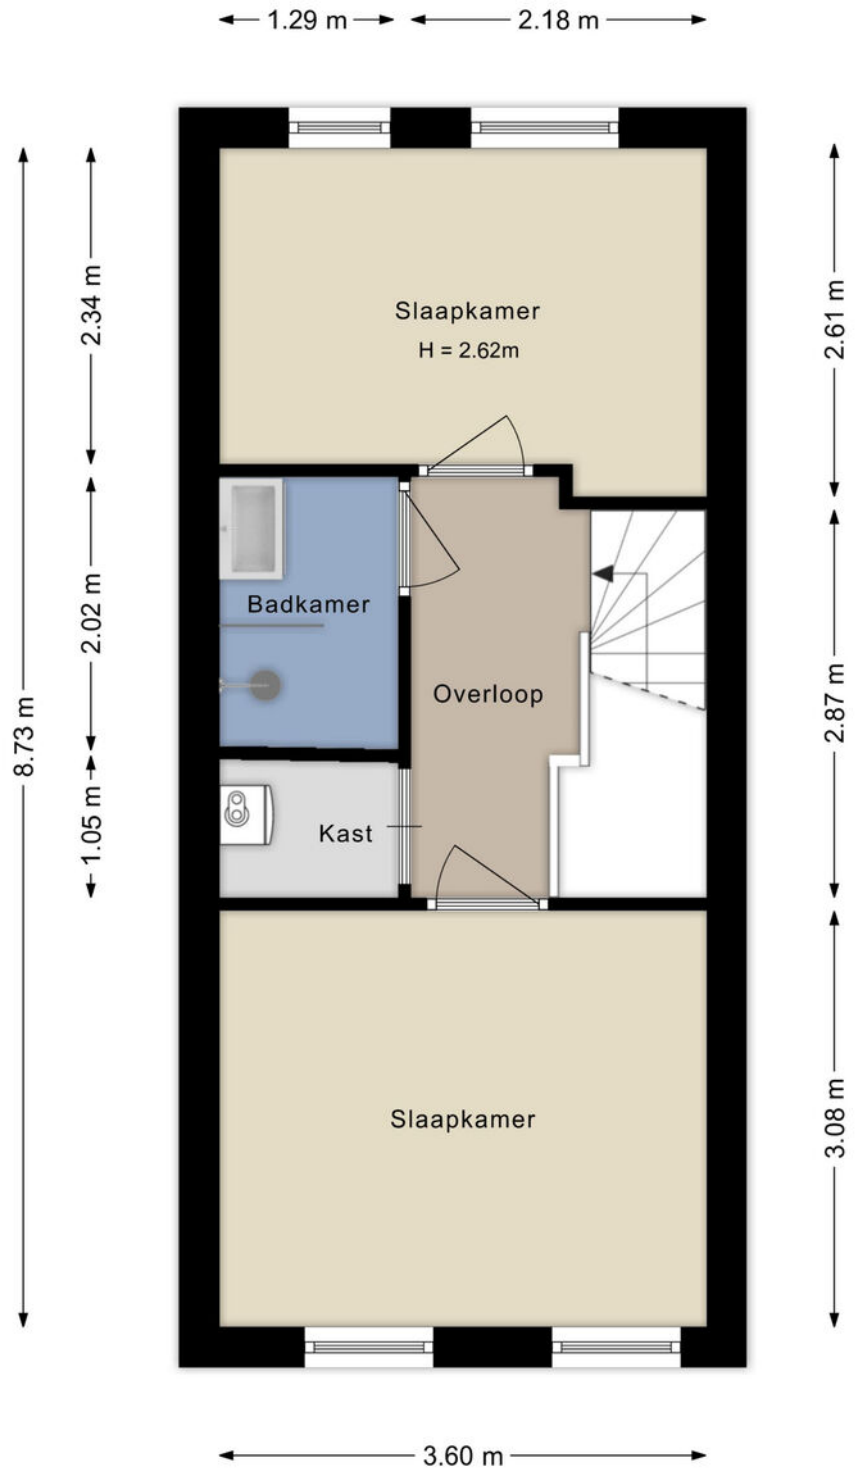 1.29 m
2.18 m
2.34 m
2.61 m
Slaapkamer
H = 2.62m
2.02 m
Badkamer
8.73 m
Overloop
2.87 m
1.05 m
Kast
Slaapkamer
3.08 m
3.60 m